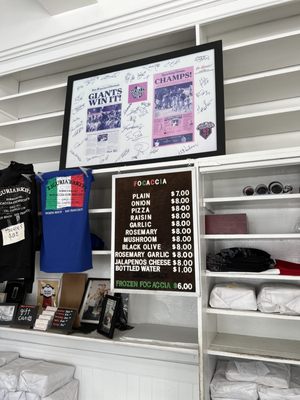 GIANTS
WIN IT!
CHAMPS!
LIGURIA BAKERY
FOCACCIA
PLAIN $7.00
ONION $8.00
PIZZA $8.00
RAISIN $8.00
GARLIC $8.00
ROSEMARY $8.00
MUSHROOM $8.00
BLACK OLIVE $8.00
ROSEMARY GARLIC $8.00
JALAPENOS CHEESE $8.00
BOTTLED WATER $1.00
FROZEN FOCACCIA $6.00